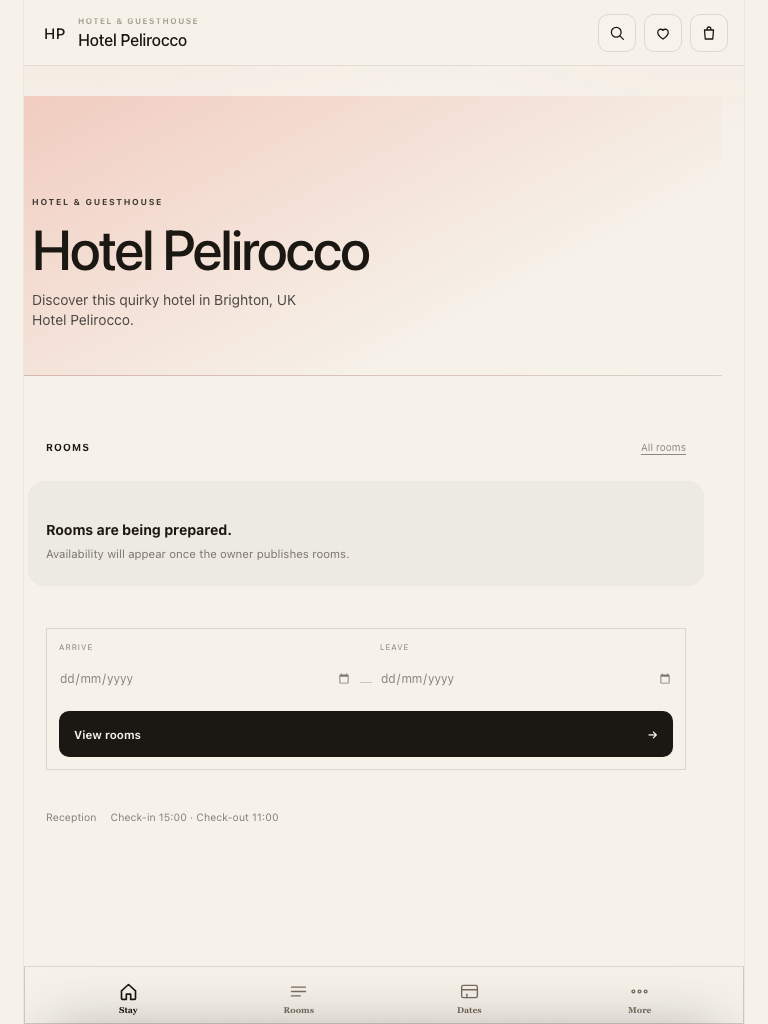 HOTEL & GUESTHOUSE
HP
Hotel Pelirocco
HOTEL & GUESTHOUSE
Hotel Pelirocco
Discover this quirky hotel in Brighton, UK
Hotel Pelirocco.
ROOMS
All rooms
Rooms are being prepared.
Availability will appear once the owner publishes rooms.
ARRIVE
LEAVE
dd/mm/yyyy
—
dd/mm/yyyy
View rooms →
Reception Check-in 15:00 · Check-out 11:00
Stay
Rooms
Dates
More